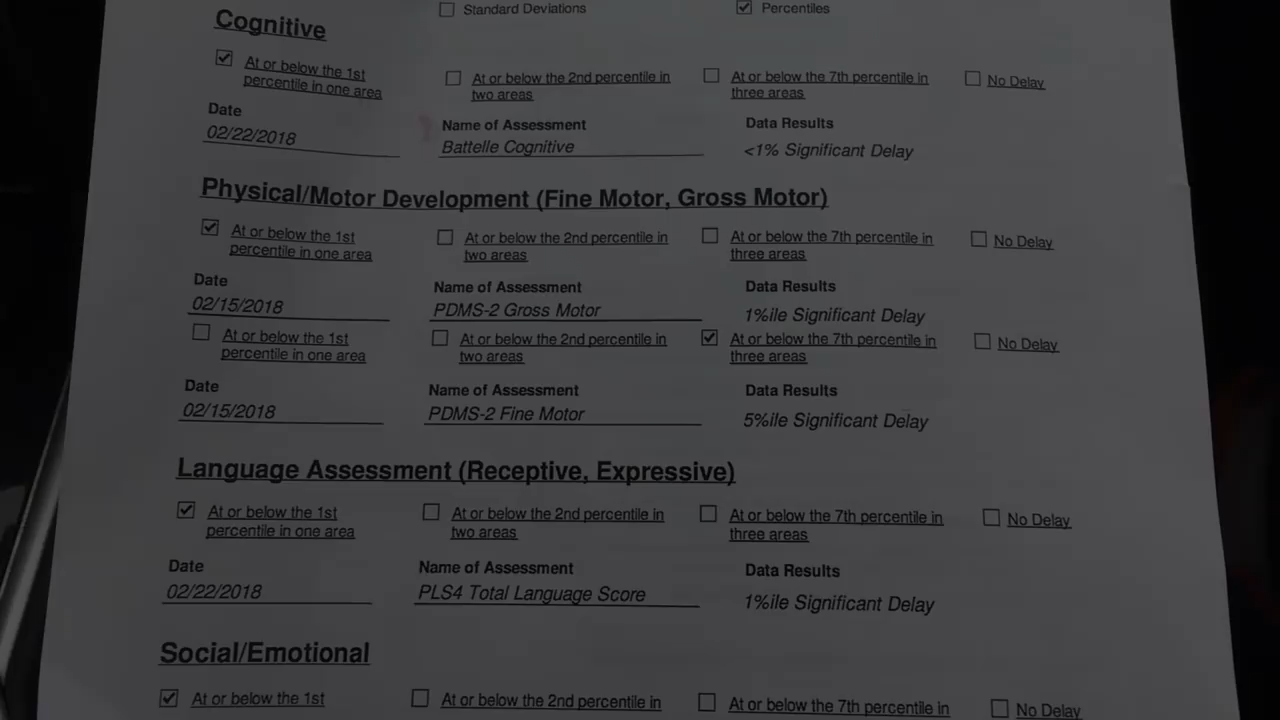 ☐ Standard Deviations ☑ Percentiles
Cognitive
☑ At or below the 1st ☐ At or below the 2nd percentile in ☐ At or below the 7th percentile in ☐ No Delay
percentile in one area two areas three areas
Date Name of Assessment Data Results
02/22/2018 Battelle Cognitive <1% Significant Delay
Physical/Motor Development (Fine Motor, Gross Motor)
☑ At or below the 1st ☐ At or below the 2nd percentile in ☐ At or below the 7th percentile in ☐ No Delay
percentile in one area two areas three areas
Date Name of Assessment Data Results
02/15/2018 PDMS-2 Gross Motor 1%ile Significant Delay
☐ At or below the 1st ☐ At or below the 2nd percentile in ☑ At or below the 7th percentile in ☐ No Delay
percentile in one area two areas three areas
Date Name of Assessment Data Results
02/15/2018 PDMS-2 Fine Motor 5%ile Significant Delay
Language Assessment (Receptive, Expressive)
☑ At or below the 1st ☐ At or below the 2nd percentile in ☐ At or below the 7th percentile in ☐ No Delay
percentile in one area two areas three areas
Date Name of Assessment Data Results
02/22/2018 PLS4 Total Language Score 1%ile Significant Delay
Social/Emotional
☑ At or below the 1st ☐ At or below the 2nd percentile in ☐ At or below the 7th percentile in ☐ No Delay